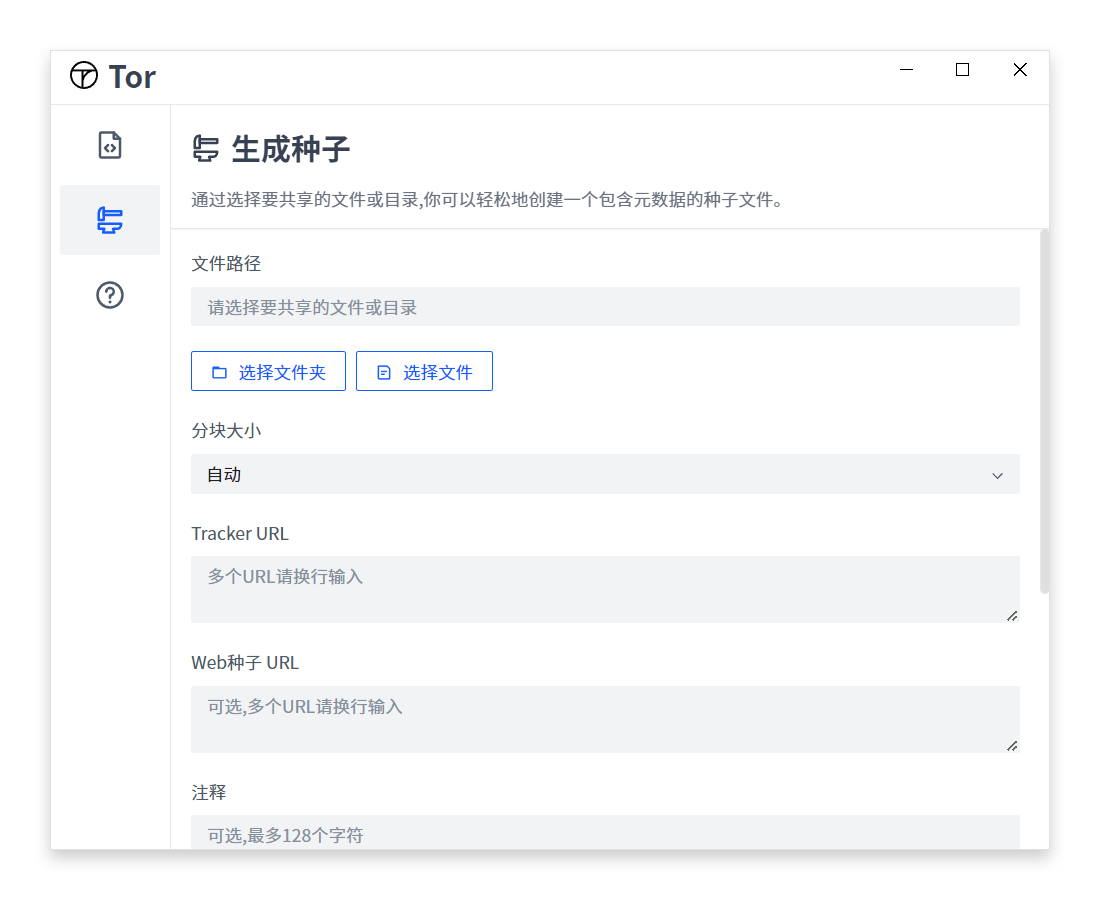 Tor
生成种子
通过选择要共享的文件或目录,你可以轻松地创建一个包含元数据的种子文件。
文件路径
请选择要共享的文件或目录
选择文件夹 选择文件
分块大小
自动
Tracker URL
多个URL请换行输入
Web种子 URL
可选,多个URL请换行输入
注释
可选,最多128个字符